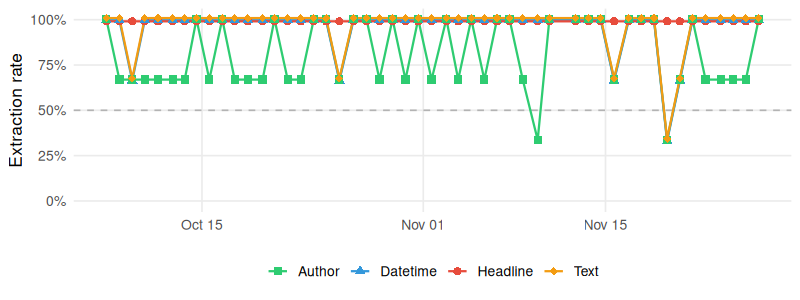 Extraction rate
100%
75%
50%
25%
0%
Oct 15 Nov 01 Nov 15
Author Datetime Headline Text